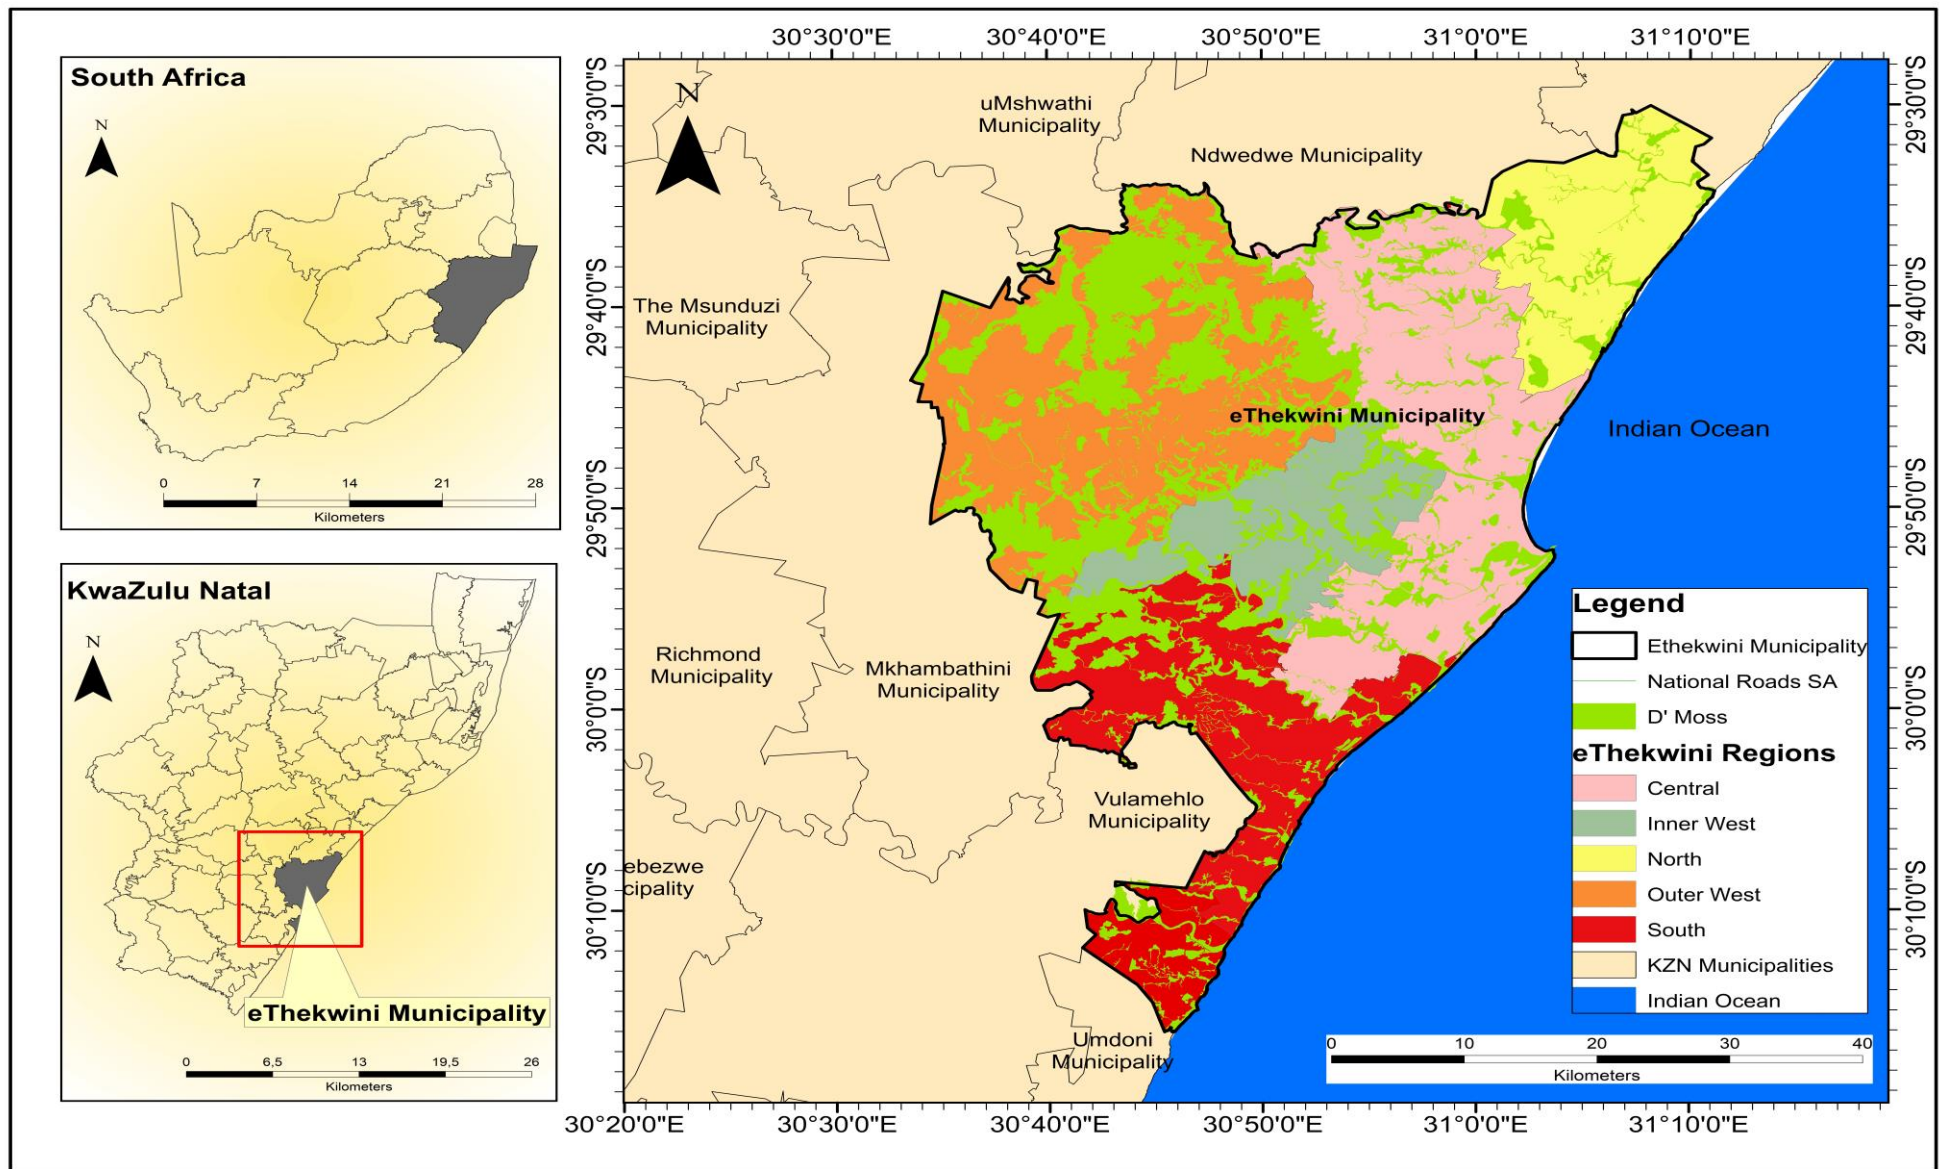 South Africa
N
0 7 14 21 28
Kilometers
KwaZulu Natal
N
eThekwini Municipality
0 6,5 13 19,5 26
Kilometers
30°30'0"E 30°40'0"E 30°50'0"E 31°0'0"E 31°10'0"E
29°30'0"S
29°40'0"S
29°50'0"S
30°0'0"S
30°10'0"S
N
uMshwathi
Municipality
Ndwedwe Municipality
The Msunduzi
Municipality
eThekwini Municipality
Indian Ocean
Richmond
Municipality
Mkhambathini
Municipality
Vulamehlo
Municipality
ebezwe
cipality
Umdoni
Municipality
29°30'0"S
29°40'0"S
29°50'0"S
30°0'0"S
30°10'0"S
Legend
Ethekwini Municipality
National Roads SA
D' Moss
eThekwini Regions
Central
Inner West
North
Outer West
South
KZN Municipalities
Indian Ocean
0 10 20 30 40
Kilometers
30°20'0"E 30°30'0"E 30°40'0"E 30°50'0"E 31°0'0"E 31°10'0"E